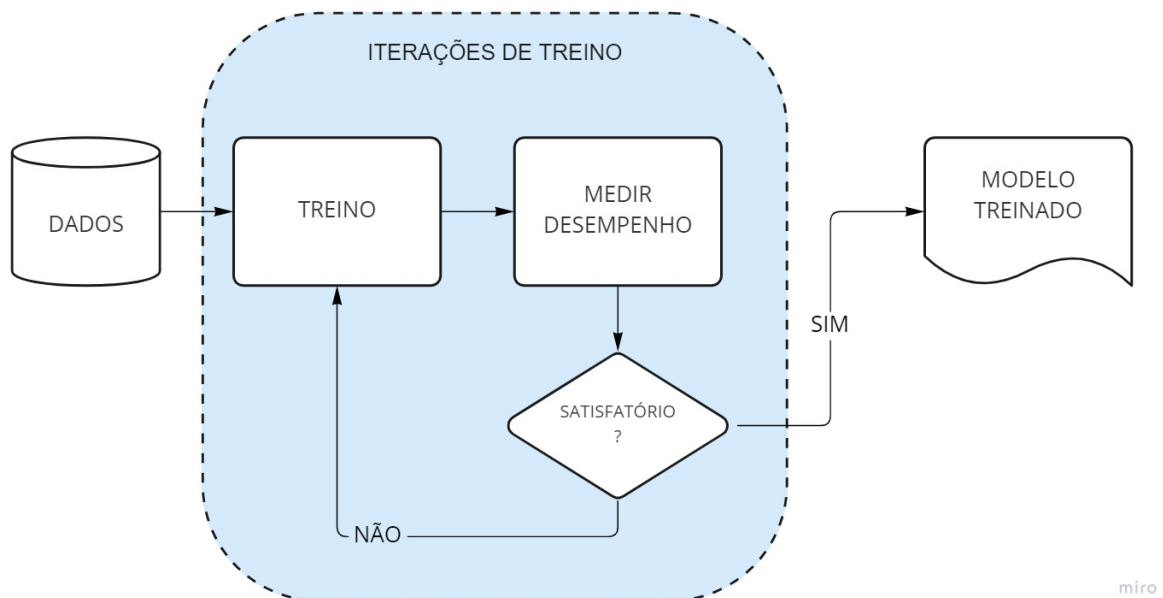 ITERAÇÕES DE TREINO
DADOS
TREINO
MEDIR
DESEMPENHO
MODELO
TREINADO
SIM
SATISFATÓRIO
?
NÃO
miro